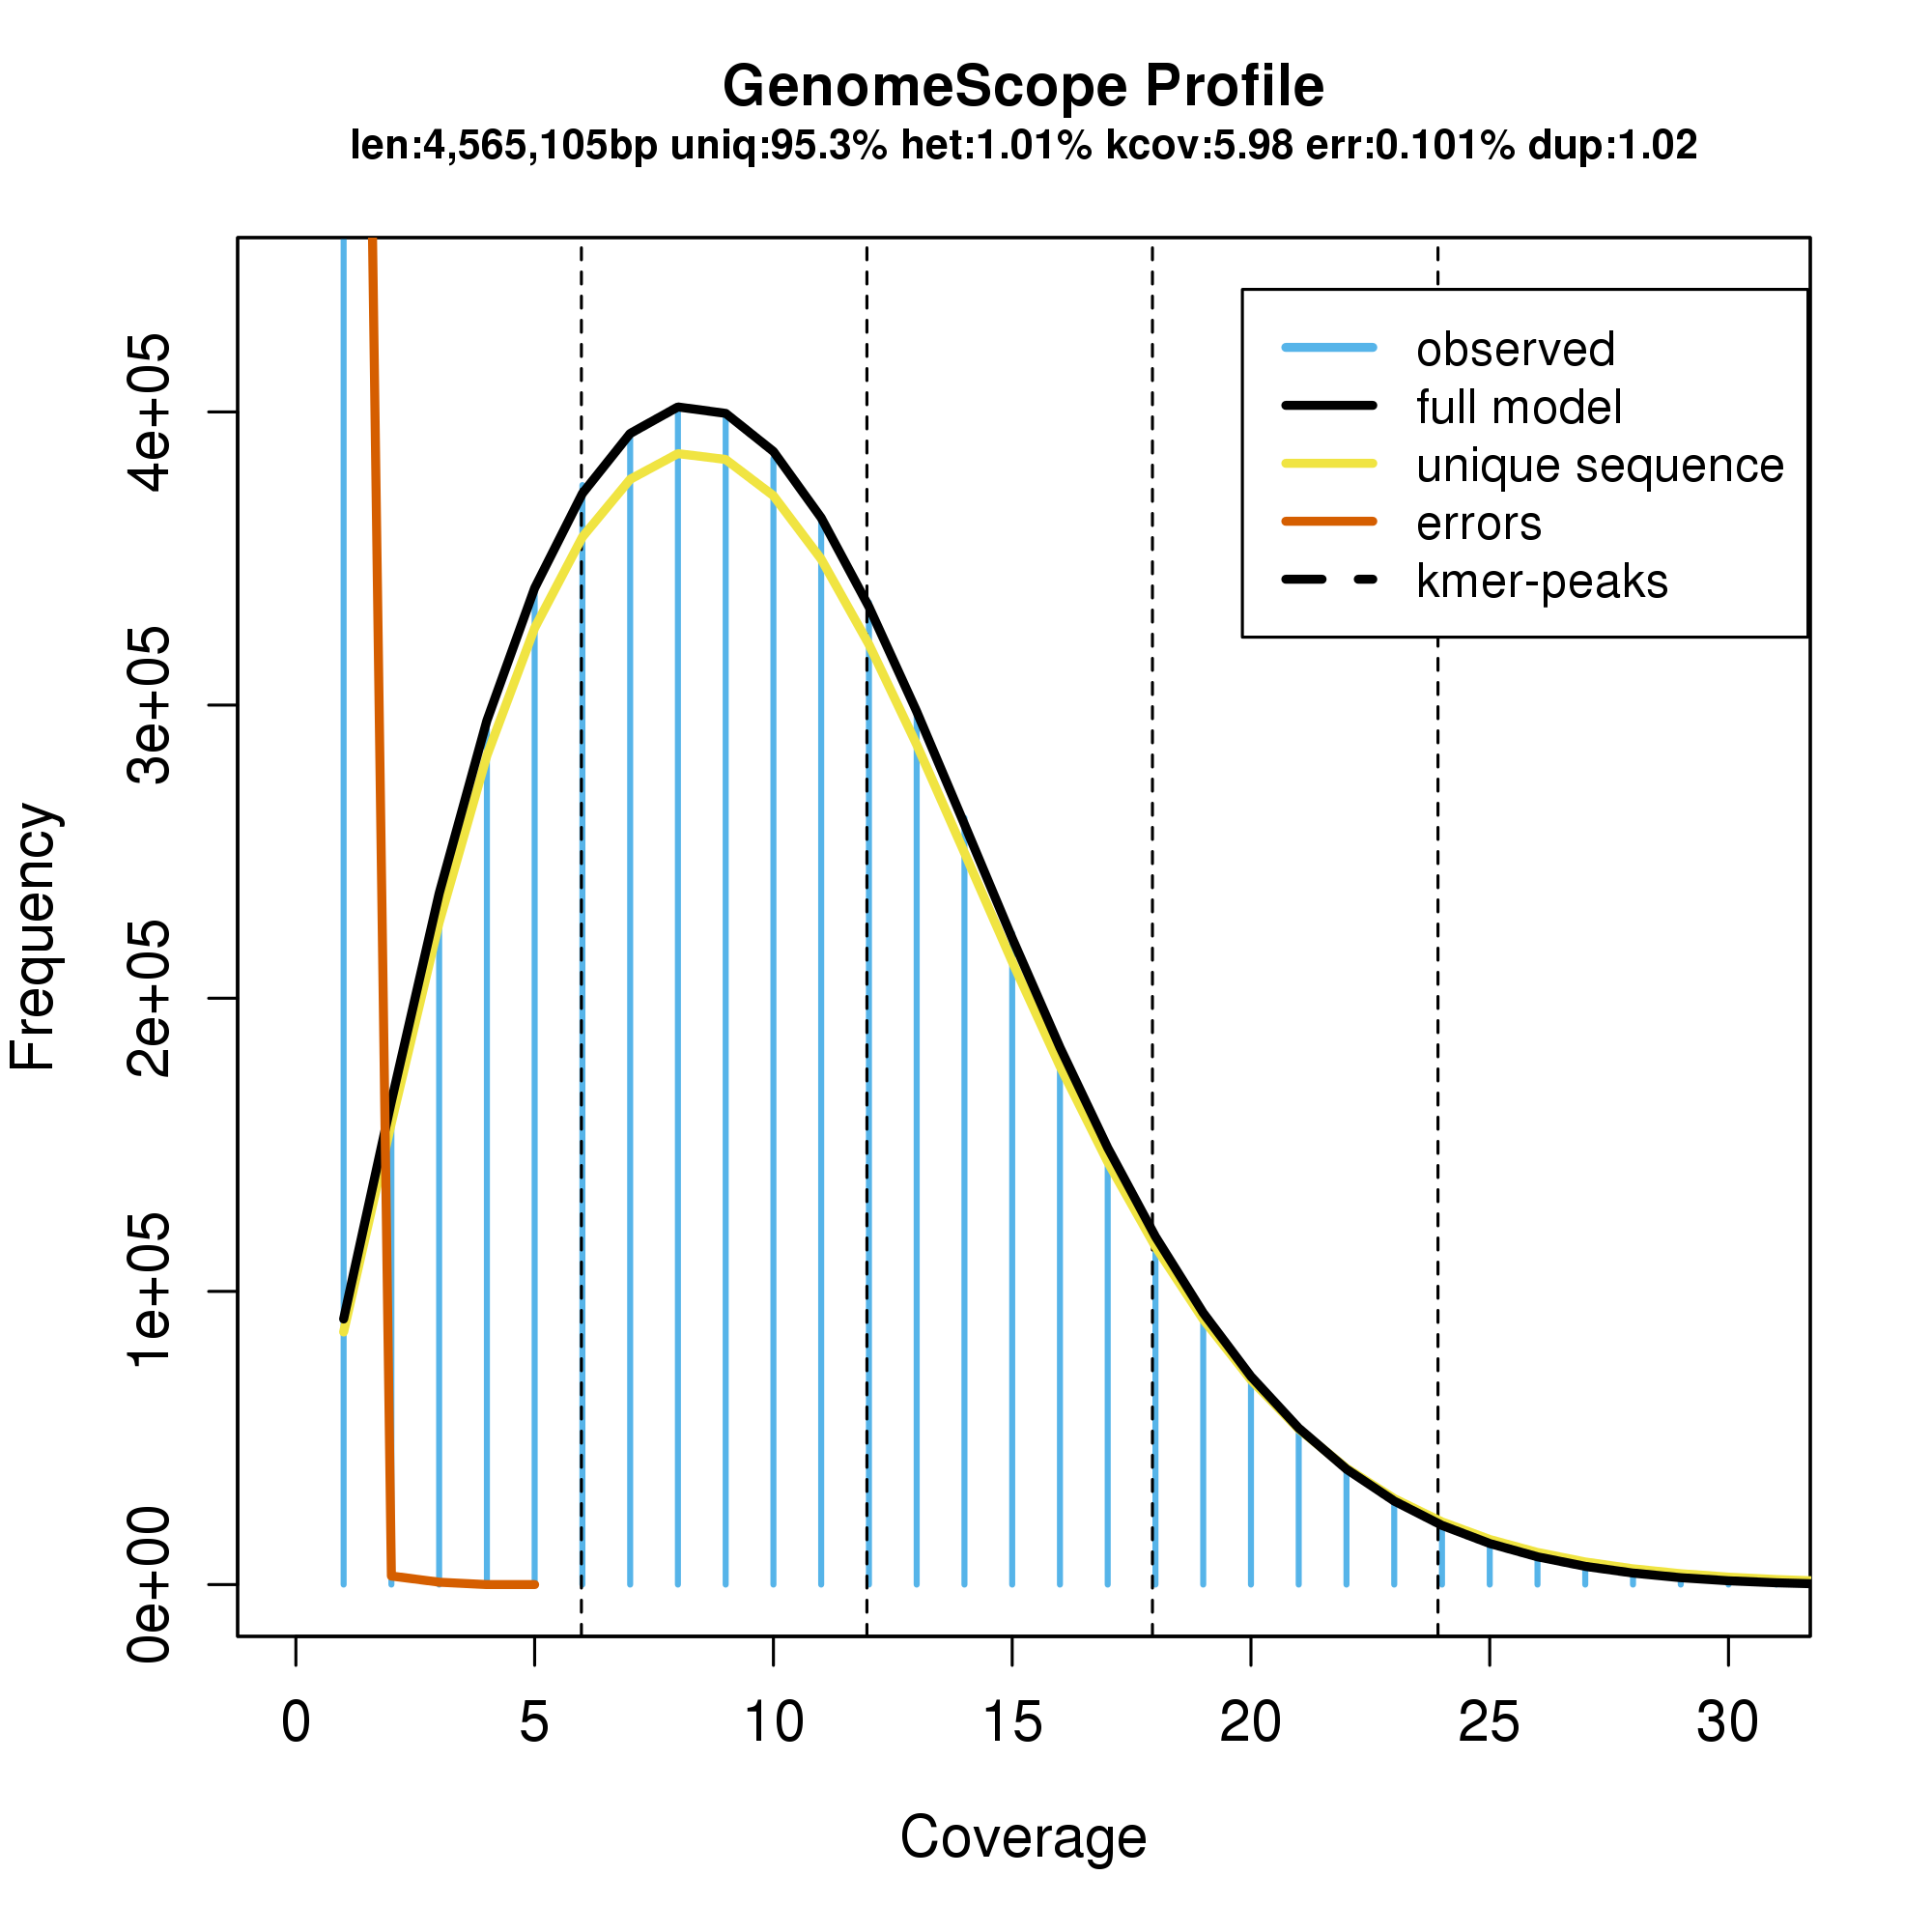 GenomeScope Profile
len:4,565,105bp uniq:95.3% het:1.01% kcov:5.98 err:0.101% dup:1.02
observed
full model
unique sequence
errors
kmer-peaks
Frequency
4e+05
3e+05
2e+05
1e+05
0e+00
0 5 10 15 20 25 30
Coverage